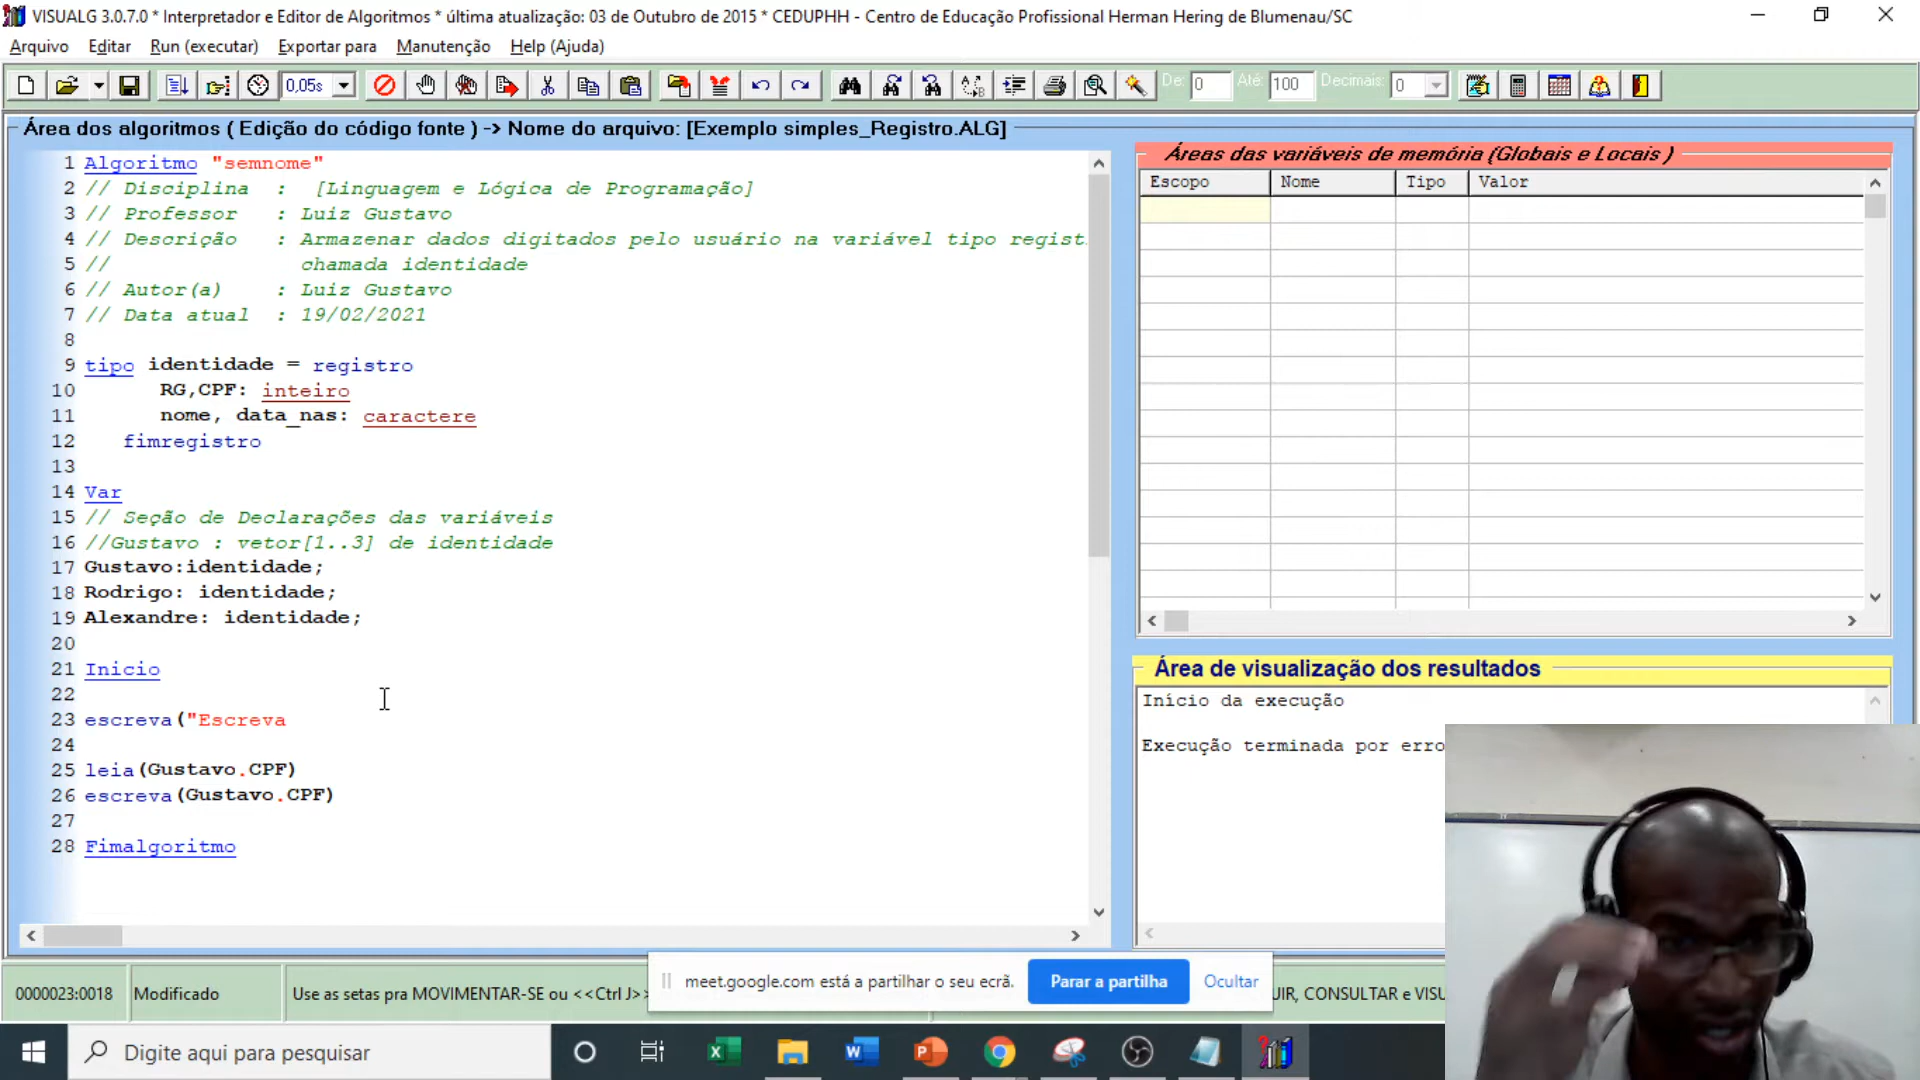 VISUALG 3.0.7.0 * Interpretador e Editor de Algoritmos * última atualização: 03 de Outubro de 2015 * CEDUPHH - Centro de Educação Profissional Herman Hering de Blumenau/SC
Arquivo Editar Run (executar) Exportar para Manutenção Help (Ajuda)
0,05s De: 0 Até: 100 Decimais: 0
Área dos algoritmos ( Edição do código fonte ) -> Nome do arquivo: [Exemplo simples_Registro.ALG]
1 Algoritmo "semnome"
2 // Disciplina : [Linguagem e Lógica de Programação]
3 // Professor : Luiz Gustavo
4 // Descrição : Armazenar dados digitados pelo usuário na variável tipo regist
5 // chamada identidade
6 // Autor(a) : Luiz Gustavo
7 // Data atual : 19/02/2021
8
9 tipo identidade = registro
10 RG,CPF: inteiro
11 nome, data_nas: caractere
12 fimregistro
13
14 Var
15 // Seção de Declarações das variáveis
16 //Gustavo : vetor[1..3] de identidade
17 Gustavo:identidade;
18 Rodrigo: identidade;
19 Alexandre: identidade;
20
21 Inicio
22
23 escreva("Escreva
24
25 leia(Gustavo.CPF)
26 escreva(Gustavo.CPF)
27
28 Fimalgoritmo
Áreas das variáveis de memória (Globais e Locais )
Escopo Nome Tipo Valor
Área de visualização dos resultados
Início da execução
Execução terminada por erro
0000023:0018 Modificado Use as setas pra MOVIMENTAR-SE ou <<Ctrl J>> UIR, CONSULTAR e VISU
meet.google.com está a partilhar o seu ecrã. Parar a partilha Ocultar
Digite aqui para pesquisar